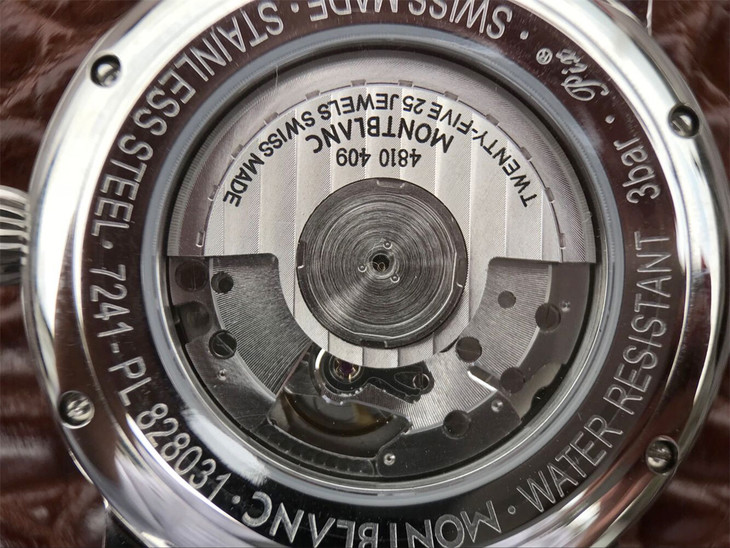 MONTBLANC · WATER RESISTANT 3bar · Pix® · SWISS MADE · STAINLESS STEEL · 7241 - PL 828031 ·
TWENTY-FIVE 25 JEWELS SWISS MADE
MONTBLANC
4810 409